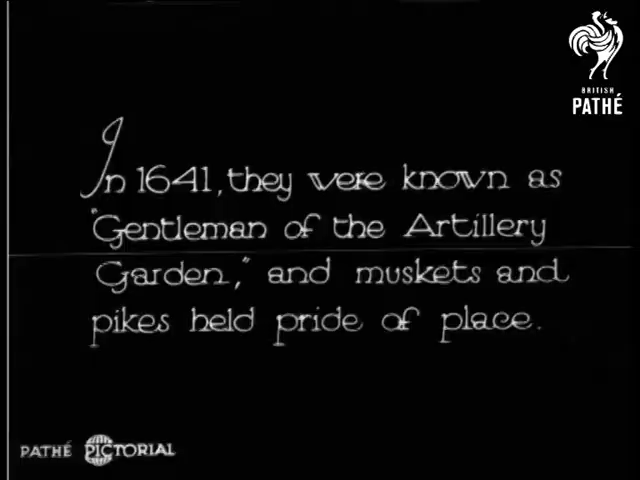 BRITISH
PATHÉ
In 1641, they were known as
"Gentleman of the Artillery
Garden," and muskets and
pikes held pride of place.
PATHÉ PICTORIAL